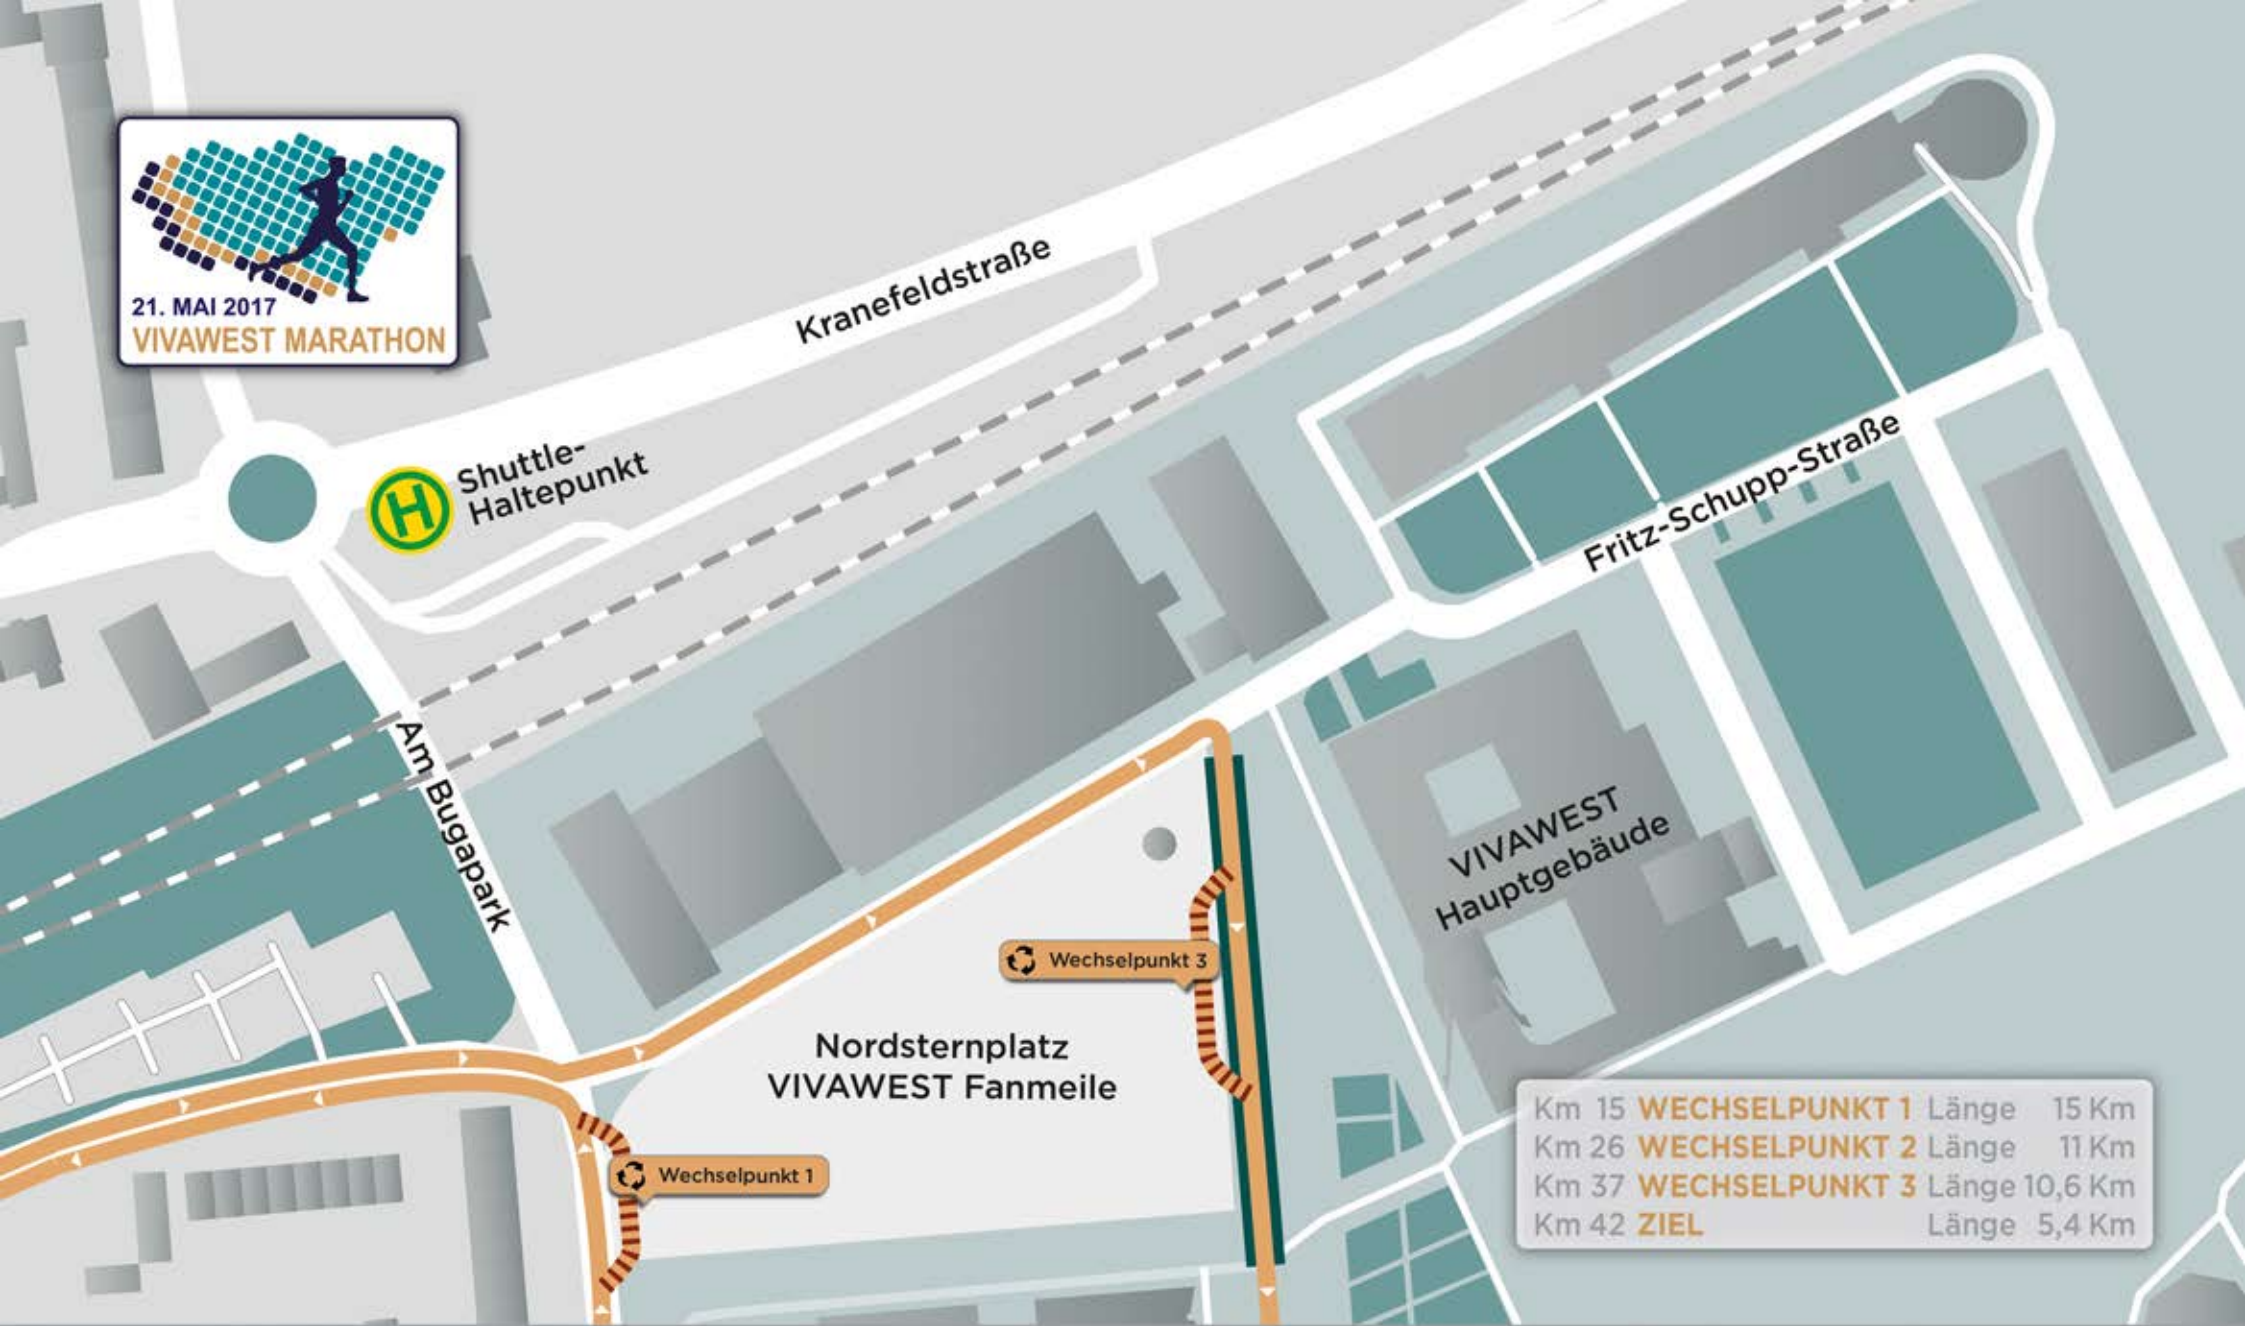 21. MAI 2017
VIVAWEST MARATHON
Kranefeldstraße
H
Shuttle-
Haltepunkt
Fritz-Schupp-Straße
Am Bugapark
VIVAWEST
Hauptgebäude
Wechselpunkt 3
Nordsternplatz
VIVAWEST Fanmeile
Wechselpunkt 1
Km 15 WECHSELPUNKT 1 Länge 15 Km
Km 26 WECHSELPUNKT 2 Länge 11 Km
Km 37 WECHSELPUNKT 3 Länge 10,6 Km
Km 42 ZIEL Länge 5,4 Km